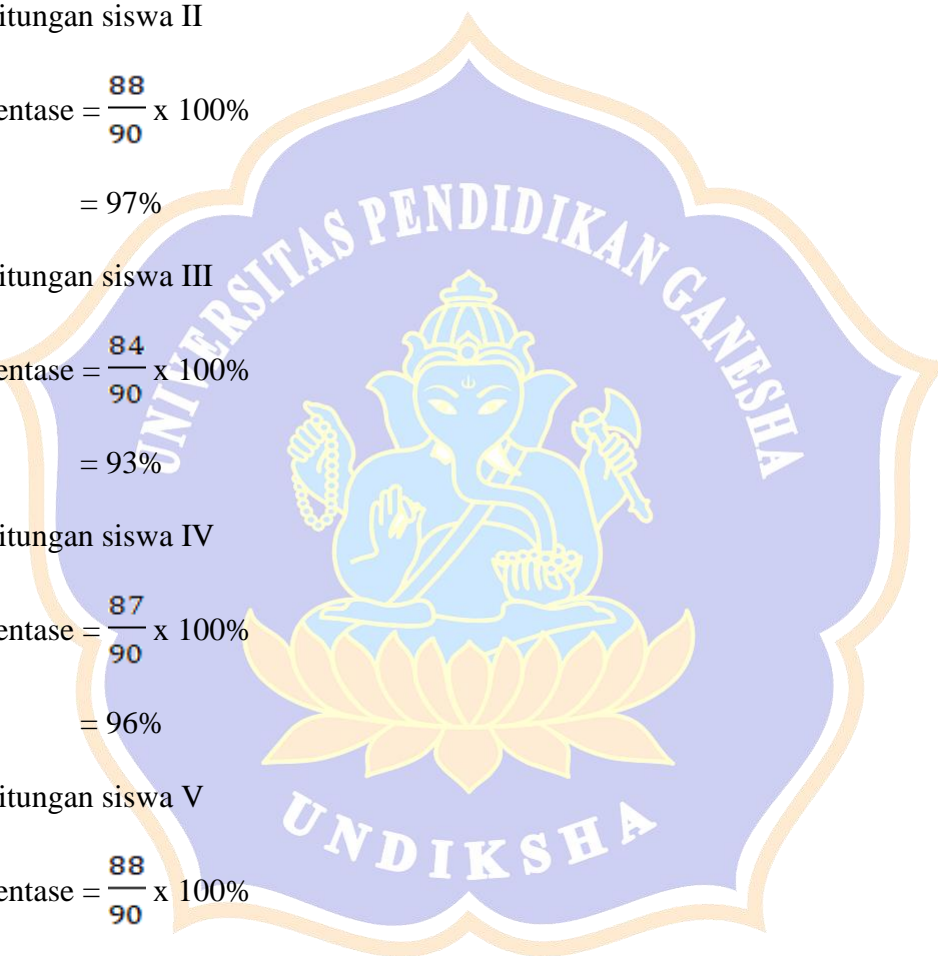 itungan siswa II
entase = 88/90 x 100%
= 97%
itungan siswa III
entase = 84/90 x 100%
= 93%
itungan siswa IV
entase = 87/90 x 100%
= 96%
itungan siswa V
entase = 88/90 x 100%
UNIVERSITAS PENDIDIKAN GANESHA
UNDIKSHA